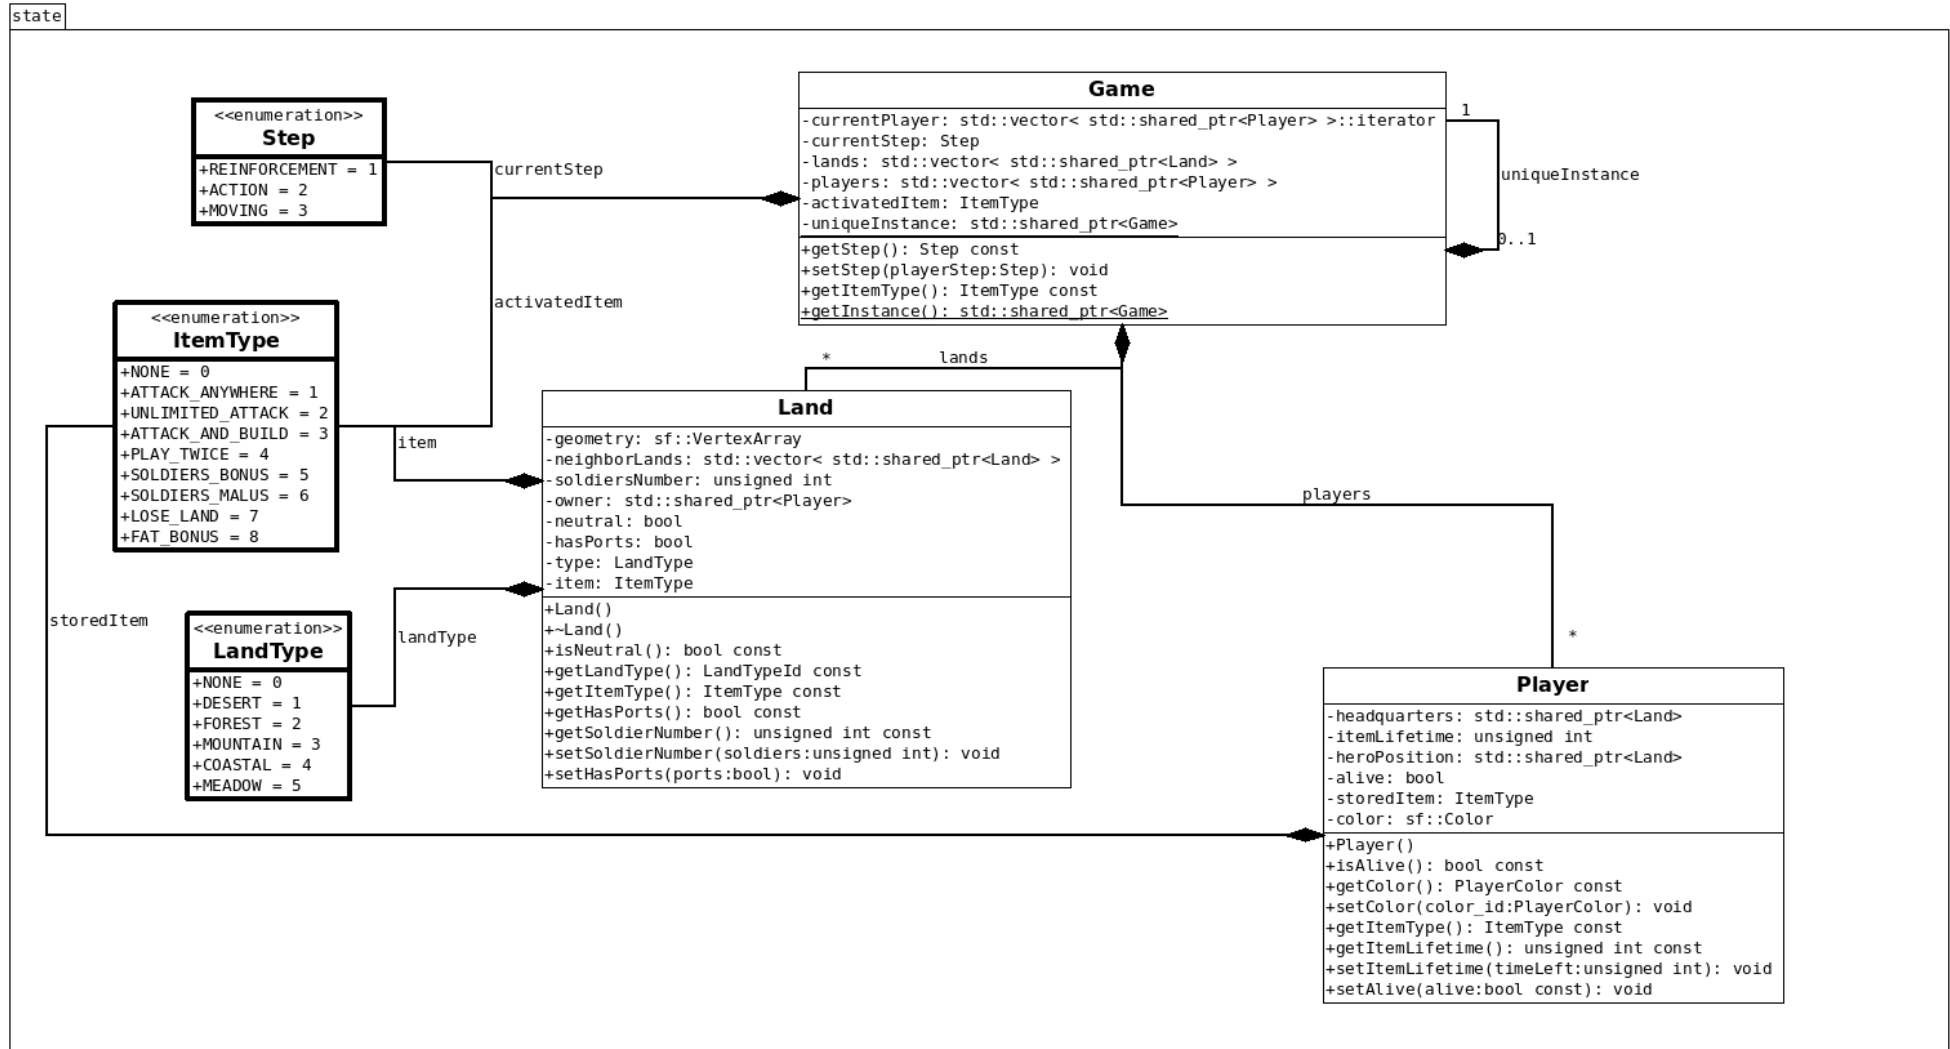 state
<<enumeration>>
Step
+REINFORCEMENT = 1
+ACTION = 2
+MOVING = 3
currentStep
Game
-currentPlayer: std::vector< std::shared_ptr<Player> >::iterator
-currentStep: Step
-lands: std::vector< std::shared_ptr<Land> >
-players: std::vector< std::shared_ptr<Player> >
-activatedItem: ItemType
-uniqueInstance: std::shared_ptr<Game>
+getStep(): Step const
+setStep(playerStep:Step): void
+getItemType(): ItemType const
+getInstance(): std::shared_ptr<Game>
1
uniqueInstance
0..1
activatedItem
<<enumeration>>
ItemType
+NONE = 0
+ATTACK_ANYWHERE = 1
+UNLIMITED_ATTACK = 2
+ATTACK_AND_BUILD = 3
+PLAY_TWICE = 4
+SOLDIERS_BONUS = 5
+SOLDIERS_MALUS = 6
+LOSE_LAND = 7
+FAT_BONUS = 8
item
* lands
Land
-geometry: sf::VertexArray
-neighborLands: std::vector< std::shared_ptr<Land> >
-soldiersNumber: unsigned int
-owner: std::shared_ptr<Player>
-neutral: bool
-hasPorts: bool
-type: LandType
-item: ItemType
+Land()
+~Land()
+isNeutral(): bool const
+getLandType(): LandTypeId const
+getItemType(): ItemType const
+getHasPorts(): bool const
+getSoldierNumber(): unsigned int const
+setSoldierNumber(soldiers:unsigned int): void
+setHasPorts(ports:bool): void
players
*
storedItem
<<enumeration>>
LandType
+NONE = 0
+DESERT = 1
+FOREST = 2
+MOUNTAIN = 3
+COASTAL = 4
+MEADOW = 5
landType
Player
-headquarters: std::shared_ptr<Land>
-itemLifetime: unsigned int
-heroPosition: std::shared_ptr<Land>
-alive: bool
-storedItem: ItemType
-color: sf::Color
+Player()
+isAlive(): bool const
+getColor(): PlayerColor const
+setColor(color_id:PlayerColor): void
+getItemType(): ItemType const
+getItemLifetime(): unsigned int const
+setItemLifetime(timeLeft:unsigned int): void
+setAlive(alive:bool const): void